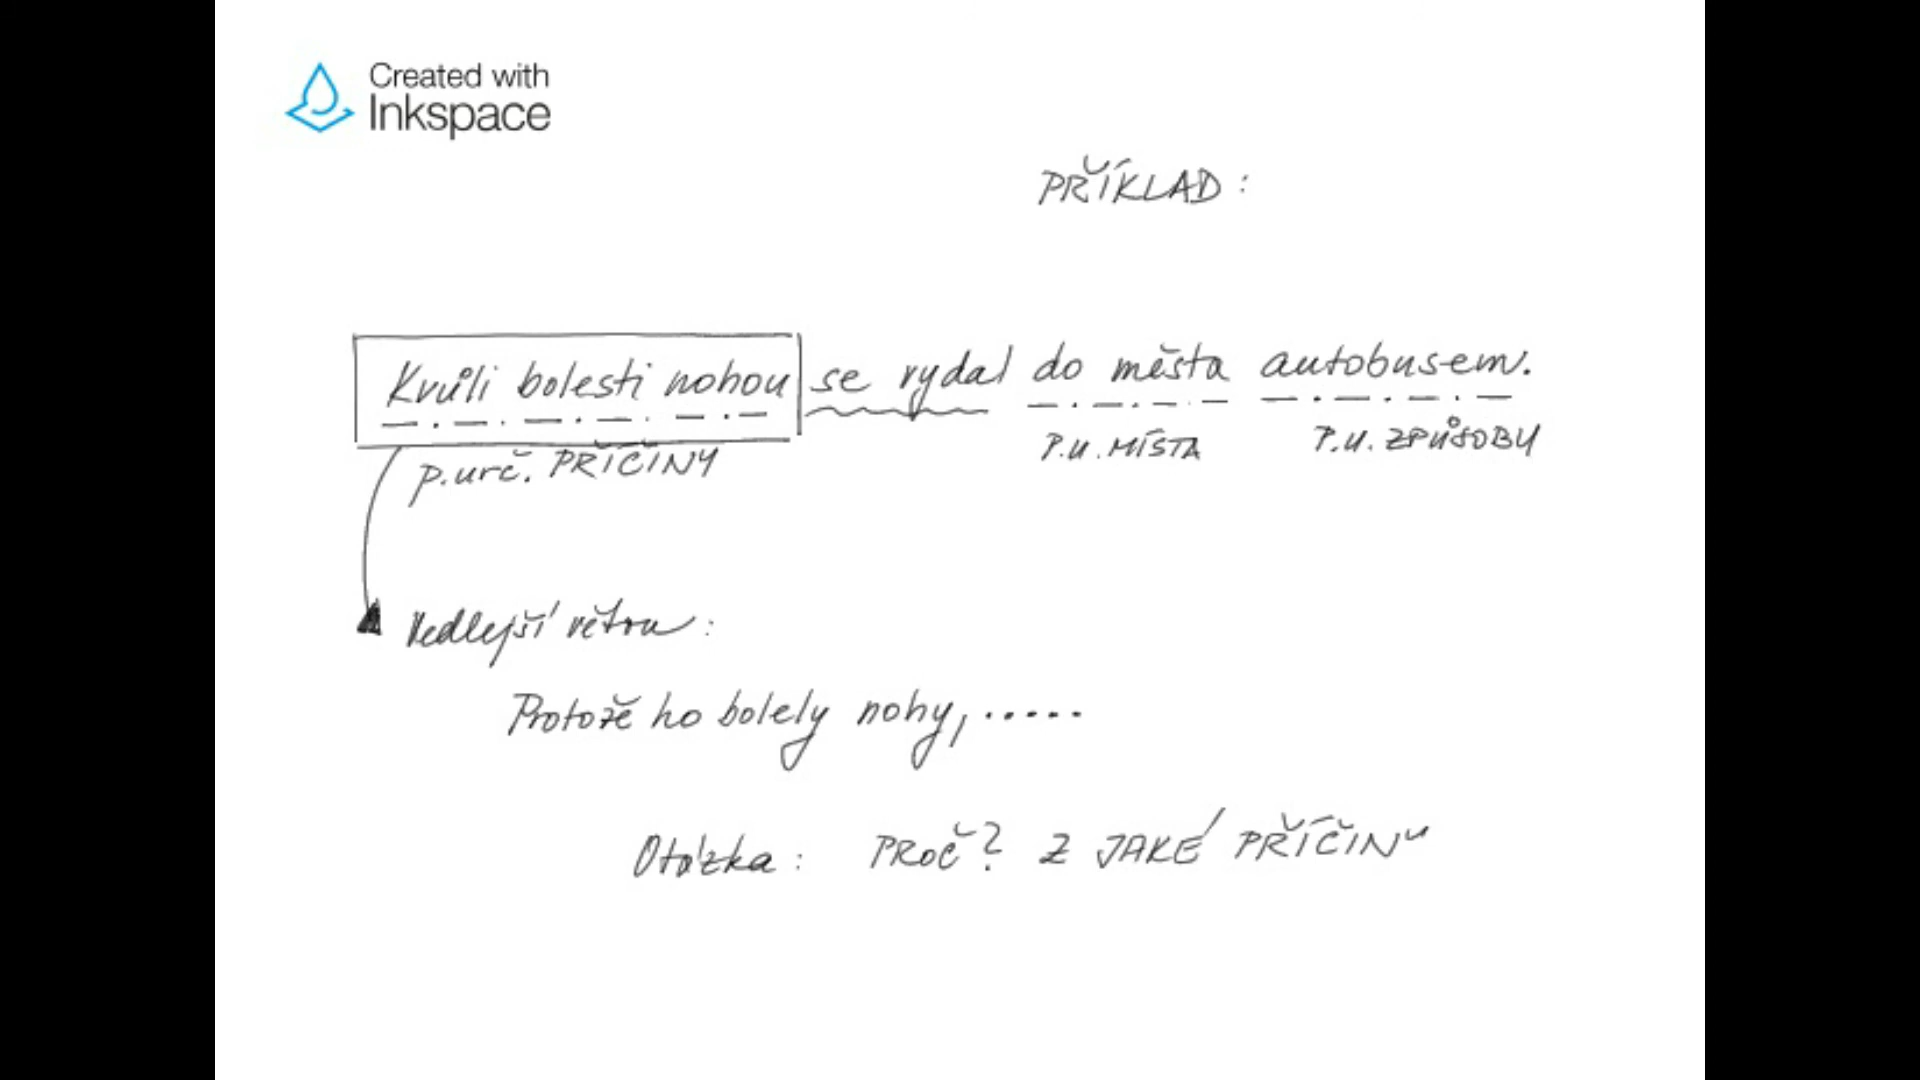 Created with
Inkspace
PŘÍKLAD:
Kvůli bolesti nohou se vydal do města autobusem.
p.urč. PŘÍČINY P.U. MÍSTA P.U. ZPŮSOBU
Vedlejší větou:
Protože ho bolely nohy, .....
Otázka: PROČ? Z JAKÉ PŘÍČINY